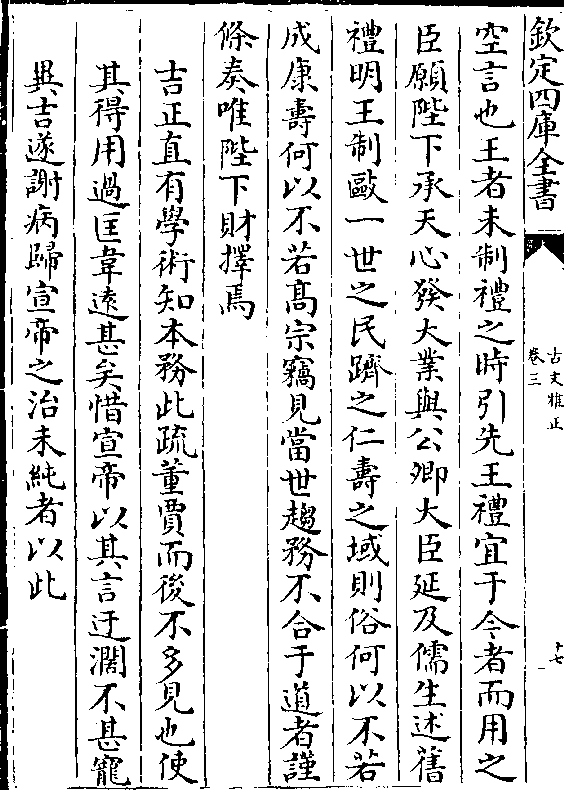 欽定四庫全書
古文雅正
卷三
十七
空言也王者未制禮之時引先王禮宜于今者而用之
臣願陛下承天心發大業與公卿大臣延及儒生述舊
禮明王制敺一世之民躋之仁壽之域則俗何以不若
成康壽何以不若髙宗竊見當世趨務不合于道者謹
條奏唯陛下財擇焉
吉正直有學術知本務此疏董賈而後不多見也使
其得用過匡韋逺甚矣惜宣帝以其言迂濶不甚寵
異吉遂謝病歸宣帝之治未純者以此